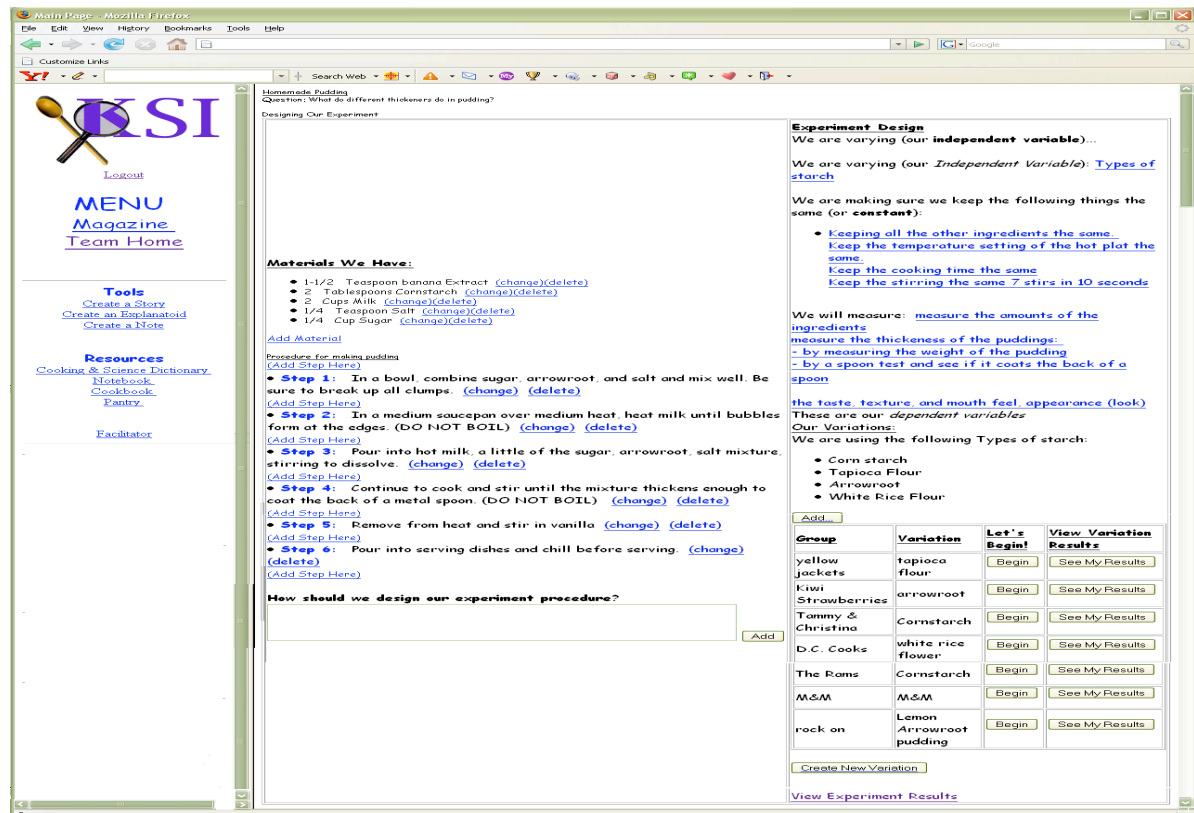 Main Page - Mozilla Firefox
File Edit View History Bookmarks Tools Help
Google
Customize Links
Search Web
KSI
Logout
MENU
Magazine
Team Home
Tools
Create a Story
Create an Explanatoid
Create a Note
Resources
Cooking & Science Dictionary
Notebook
Cookbook
Pantry
Facilitator
Homemade Pudding
Question: What do different thickeners do in pudding?
Designing Our Experiment
Materials We Have:
• 1-1/2 Teaspoon banana Extract (change)(delete)
• 2 Tablespoons Cornstarch (change)(delete)
• 2 Cups Milk (change)(delete)
• 1/4 Teaspoon Salt (change)(delete)
• 1/4 Cup Sugar (change)(delete)
Add Material
Procedure for making pudding
(Add Step Here)
• Step 1: In a bowl, combine sugar, arrowroot, and salt and mix well. Be
sure to break up all clumps. (change) (delete)
(Add Step Here)
• Step 2: In a medium saucepan over medium heat, heat milk until bubbles
form at the edges. (DO NOT BOIL) (change) (delete)
(Add Step Here)
• Step 3: Pour into hot milk, a little of the sugar, arrowroot, salt mixture,
stirring to dissolve. (change) (delete)
(Add Step Here)
• Step 4: Continue to cook and stir until the mixture thickens enough to
coat the back of a metal spoon. (DO NOT BOIL) (change) (delete)
(Add Step Here)
• Step 5: Remove from heat and stir in vanilla (change) (delete)
(Add Step Here)
• Step 6: Pour into serving dishes and chill before serving. (change)
(delete)
(Add Step Here)
How should we design our experiment procedure?
Add
Experiment Design
We are varying (our independent variable)...
We are varying (our Independent Variable): Types of
starch
We are making sure we keep the following things the
same (or constant):
• Keeping all the other ingredients the same.
Keep the temperature setting of the hot plat the
same.
Keep the cooking time the same
Keep the stirring the same 7 stirs in 10 seconds
We will measure: measure the amounts of the
ingredients
measure the thickness of the puddings:
- by measuring the weight of the pudding
- by a spoon test and see if it coats the back of a
spoon
the taste, texture, and mouth feel, appearance (look)
These are our dependent variables
Our Variations:
We are using the following Types of starch:
• Corn starch
• Tapioca Flour
• Arrowroot
• White Rice Flour
Add...
Group Variation Let's Begin! View Variation Results
yellow jackets tapioca flour Begin See My Results
Kiwi Strawberries arrowroot Begin See My Results
Tammy & Christina Cornstarch Begin See My Results
D.C. Cooks white rice flower Begin See My Results
The Rams Cornstarch Begin See My Results
M&M M&M Begin See My Results
rock on Lemon Arrowroot pudding Begin See My Results
Create New Variation
View Experiment Results